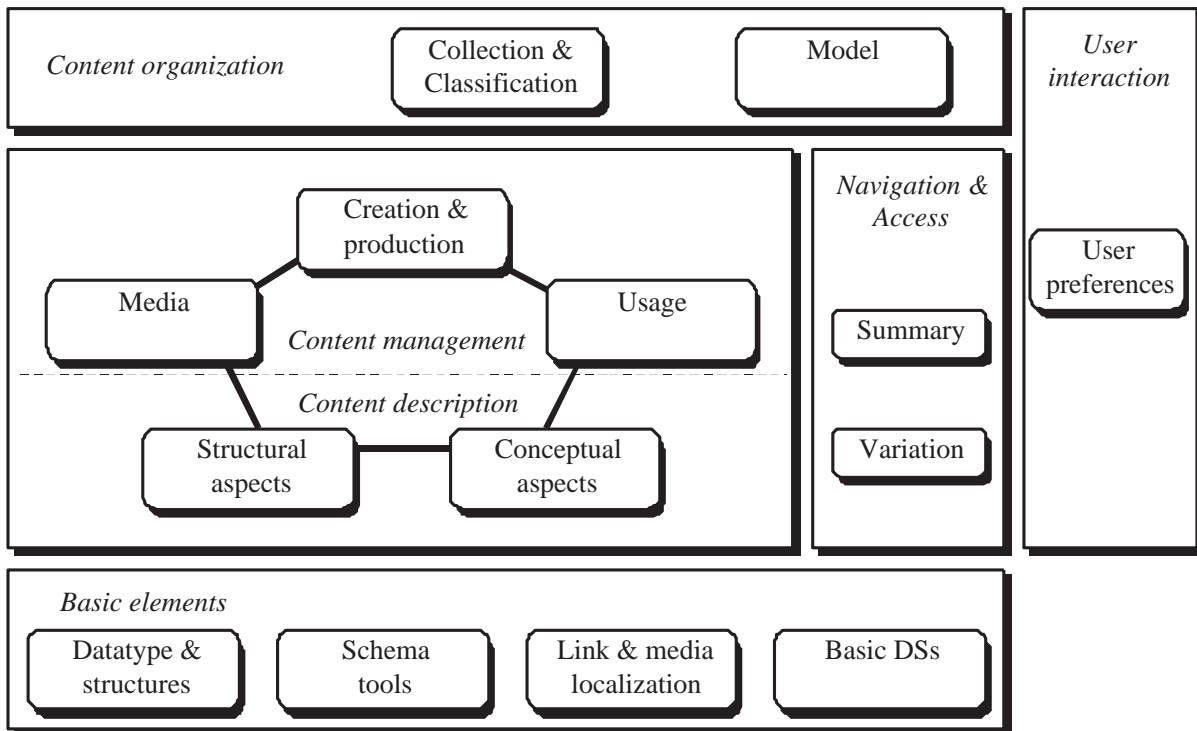 Content organization
Collection &
Classification
Model
User
interaction
User
preferences
Creation &
production
Media
Usage
Content management
Content description
Structural
aspects
Conceptual
aspects
Navigation &
Access
Summary
Variation
Basic elements
Datatype &
structures
Schema
tools
Link & media
localization
Basic DSs